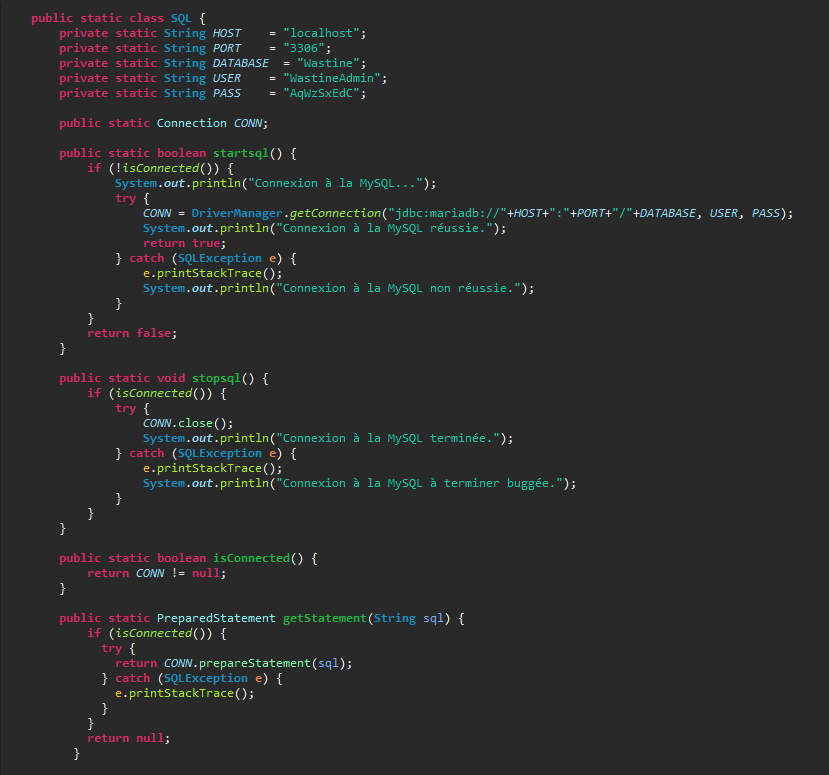 public static class SQL {
private static String HOST    = "localhost";
private static String PORT    = "3306";
private static String DATABASE  = "Wastine";
private static String USER    = "WastineAdmin";
private static String PASS    = "AqWzSxEdC";
public static Connection CONN;
public static boolean startsql() {
if (!isConnected()) {
System.out.println("Connexion à la MySQL...");
try {
CONN = DriverManager.getConnection("jdbc:mariadb://"+HOST+":"+PORT+"/"+DATABASE, USER, PASS);
System.out.println("Connexion à la MySQL réussie.");
return true;
} catch (SQLException e) {
e.printStackTrace();
System.out.println("Connexion à la MySQL non réussie.");
}
}
return false;
}
public static void stopsql() {
if (isConnected()) {
try {
CONN.close();
System.out.println("Connexion à la MySQL terminée.");
} catch (SQLException e) {
e.printStackTrace();
System.out.println("Connexion à la MySQL à terminer buggée.");
}
}
}
public static boolean isConnected() {
return CONN != null;
}
public static PreparedStatement getStatement(String sql) {
if (isConnected()) {
try {
return CONN.prepareStatement(sql);
} catch (SQLException e) {
e.printStackTrace();
}
}
return null;
}